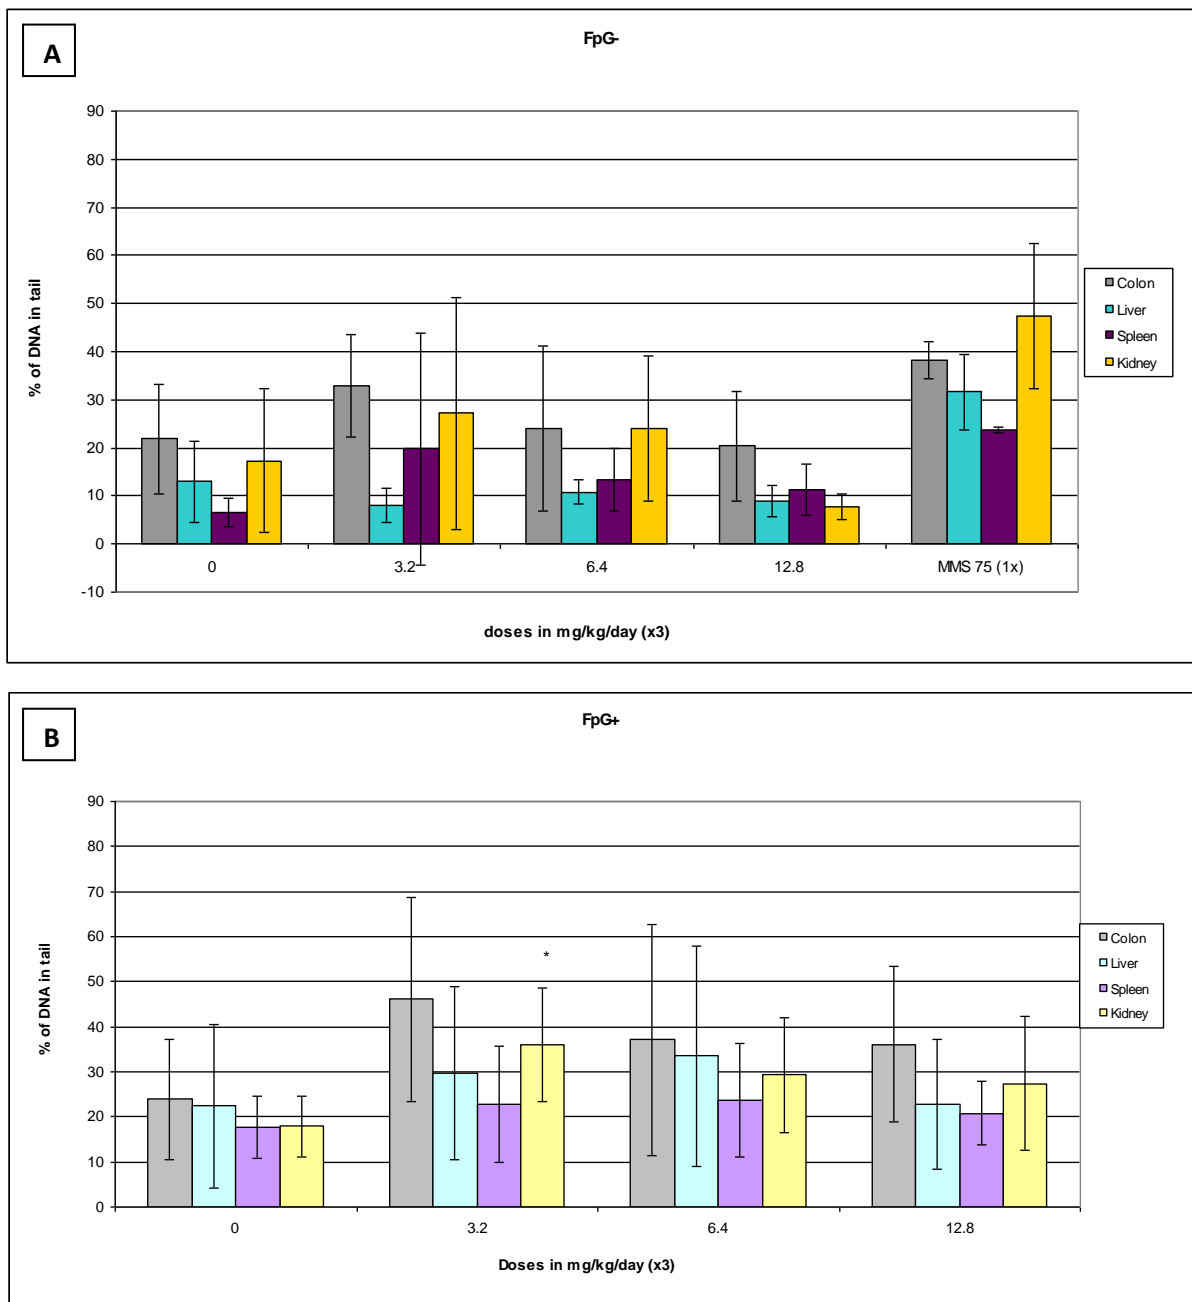 A
FpG-
90
80
70
60
50
40
30
20
10
0
-10
% of DNA in tail
0 3.2 6.4 12.8 MMS 75 (1x)
doses in mg/kg/day (x3)
Colon
Liver
Spleen
Kidney
B
FpG+
90
80
70
60
50
40
30
20
10
0
% of DNA in tail
*
0 3.2 6.4 12.8
Doses in mg/kg/day (x3)
Colon
Liver
Spleen
Kidney